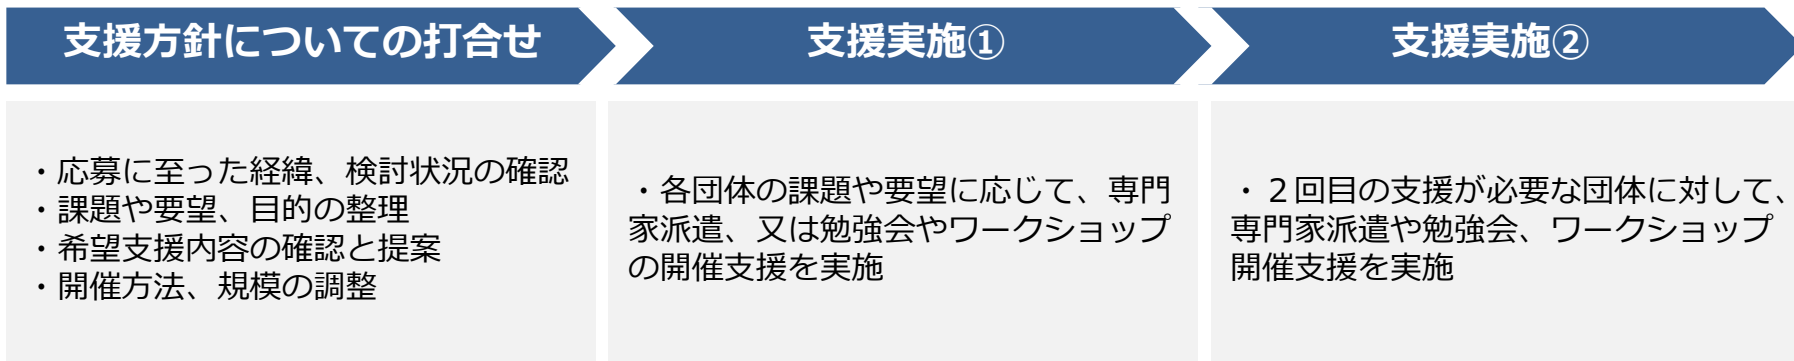 支援方針についての打合せ
・応募に至った経緯、検討状況の確認
・課題や要望、目的の整理
・希望支援内容の確認と提案
・開催方法、規模の調整
支援実施①
・各団体の課題や要望に応じて、専門
家派遣、又は勉強会やワークショップ
の開催支援を実施
支援実施②
・２回目の支援が必要な団体に対して、
専門家派遣や勉強会、ワークショップ
開催支援を実施